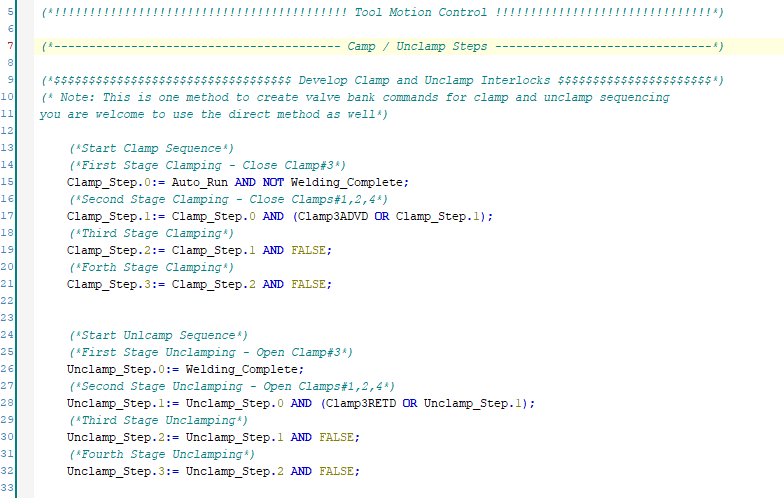 5 (*!!!!!!!!!!!!!!!!!!!!!!!!!!!!!!!!!!!!!!!!! Tool Motion Control !!!!!!!!!!!!!!!!!!!!!!!!!!!!!!!*)
6
7 (*----------------------------------------- Camp / Unclamp Steps -------------------------------*)
8
9 (*$$$$$$$$$$$$$$$$$$$$$$$$$$$$$$$$$$ Develop Clamp and Unclamp Interlocks $$$$$$$$$$$$$$$$$$$$$$*)
10 (* Note: This is one method to create valve bank commands for clamp and unclamp sequencing
11 you are welcome to use the direct method as well*)
12
13 (*Start Clamp Sequence*)
14 (*First Stage Clamping - Close Clamp#3*)
15 Clamp_Step.0:= Auto_Run AND NOT Welding_Complete;
16 (*Second Stage Clamping - Close Clamps#1,2,4*)
17 Clamp_Step.1:= Clamp_Step.0 AND (Clamp3ADVD OR Clamp_Step.1);
18 (*Third Stage Clamping*)
19 Clamp_Step.2:= Clamp_Step.1 AND FALSE;
20 (*Forth Stage Clamping*)
21 Clamp_Step.3:= Clamp_Step.2 AND FALSE;
22
23
24 (*Start Unlcamp Sequence*)
25 (*First Stage Unclamping - Open Clamp#3*)
26 Unclamp_Step.0:= Welding_Complete;
27 (*Second Stage Unclamping - Open Clamps#1,2,4*)
28 Unclamp_Step.1:= Unclamp_Step.0 AND (Clamp3RETD OR Unclamp_Step.1);
29 (*Third Stage Unclamping*)
30 Unclamp_Step.2:= Unclamp_Step.1 AND FALSE;
31 (*Fourth Stage Unclamping*)
32 Unclamp_Step.3:= Unclamp_Step.2 AND FALSE;
33